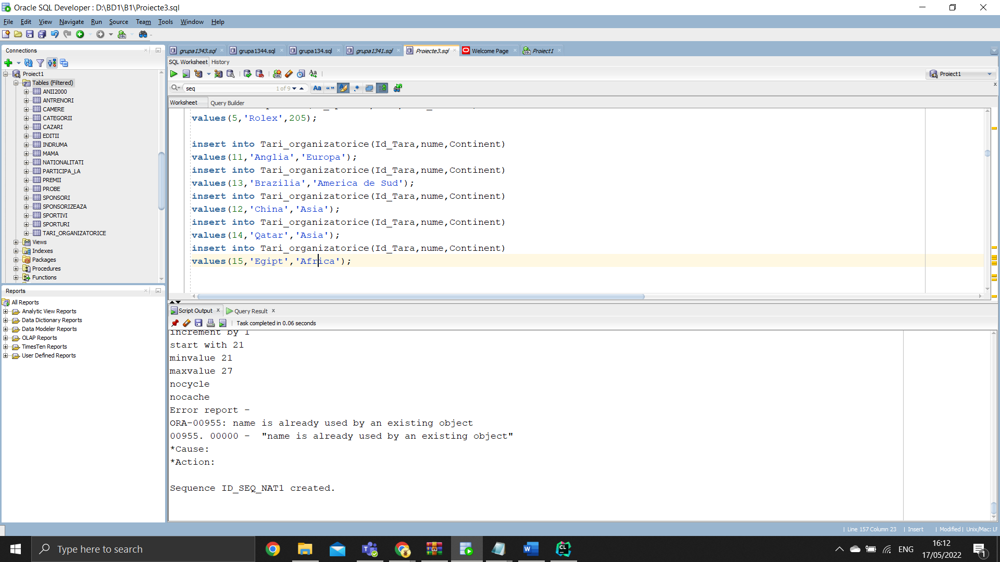 Oracle SQL Developer : D:\BD1\B1\Proiecte3.sql
File Edit View Navigate Run Source Team Tools Window Help
Connections
Proiect1
Tables (Filtered)
ANII2000
ANTRENORI
CAMERE
CATEGORII
CAZARI
EDITII
INDRUMA
MAMA
NATIONALITATI
PARTICIPA_LA
PREMII
PROBE
SPONSORI
SPONSORIZEAZA
SPORTIVI
SPORTURI
TARI_ORGANIZATORICE
Views
Indexes
Packages
Procedures
Functions
Reports
All Reports
Analytic View Reports
Data Dictionary Reports
Data Modeler Reports
OLAP Reports
TimesTen Reports
User Defined Reports
grupa1343.sql grupa1344.sql grupa134.sql grupa1341.sql Proiecte3.sql Welcome Page Proiect1
SQL Worksheet History
Proiect1
seq 1 of 9
Worksheet Query Builder
values(5,'Rolex',205);
insert into Tari_organizatorice(Id_Tara,nume,Continent)
values(11,'Anglia','Europa');
insert into Tari_organizatorice(Id_Tara,nume,Continent)
values(13,'Brazilia','America de Sud');
insert into Tari_organizatorice(Id_Tara,nume,Continent)
values(12,'China','Asia');
insert into Tari_organizatorice(Id_Tara,nume,Continent)
values(14,'Qatar','Asia');
insert into Tari_organizatorice(Id_Tara,nume,Continent)
values(15,'Egipt','Africa');
Script Output Query Result
Task completed in 0.06 seconds
increment by 1
start with 21
minvalue 21
maxvalue 27
nocycle
nocache
Error report -
ORA-00955: name is already used by an existing object
00955. 00000 -  "name is already used by an existing object"
*Cause:
*Action:
Sequence ID_SEQ_NAT1 created.
Line 157 Column 23 Insert Modified Unix/Mac: LF
Type here to search
ENG
16:12
17/05/2022
1